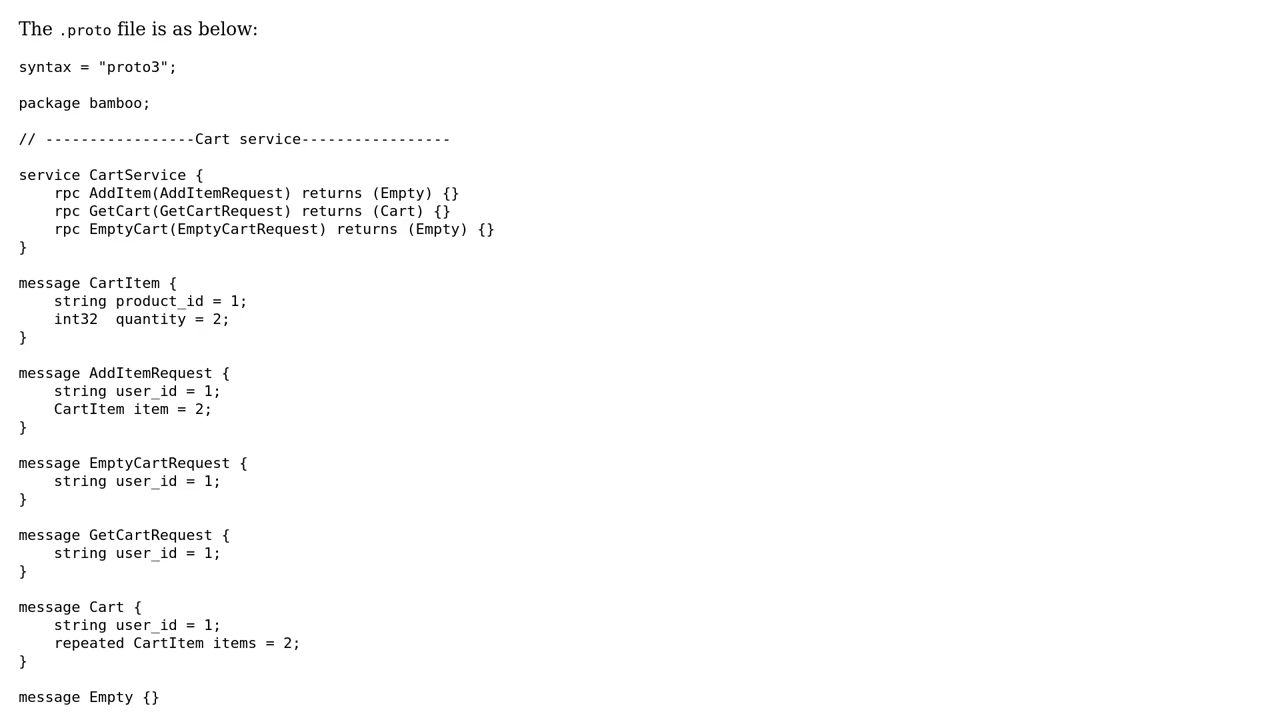 The .proto file is as below:
syntax = "proto3";
package bamboo;
// -----------------Cart service-----------------
service CartService {
    rpc AddItem(AddItemRequest) returns (Empty) {}
    rpc GetCart(GetCartRequest) returns (Cart) {}
    rpc EmptyCart(EmptyCartRequest) returns (Empty) {}
}
message CartItem {
    string product_id = 1;
    int32  quantity = 2;
}
message AddItemRequest {
    string user_id = 1;
    CartItem item = 2;
}
message EmptyCartRequest {
    string user_id = 1;
}
message GetCartRequest {
    string user_id = 1;
}
message Cart {
    string user_id = 1;
    repeated CartItem items = 2;
}
message Empty {}